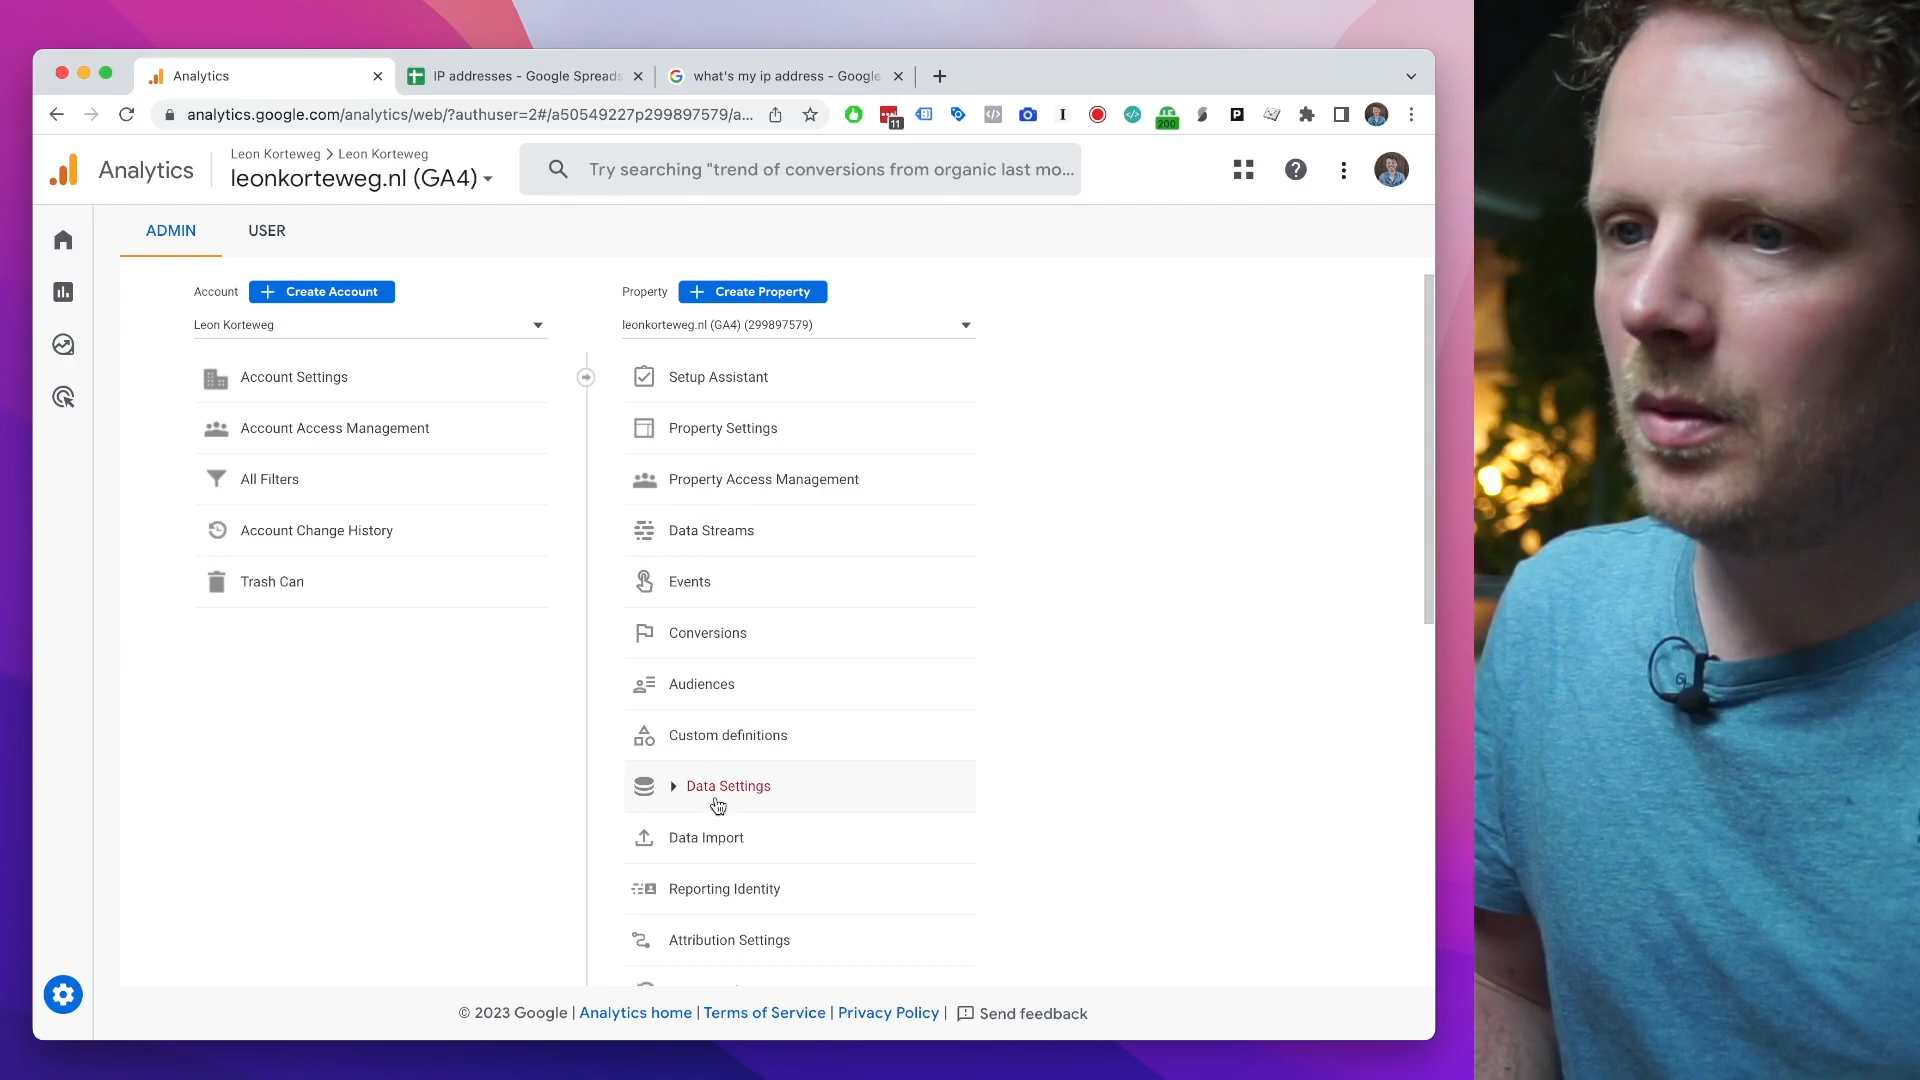 Analytics
IP addresses - Google Spreads
what's my ip address - Google
analytics.google.com/analytics/web/?authuser=2#/a50549227p299897579/a...
11
200
Analytics
Leon Korteweg > Leon Korteweg
leonkorteweg.nl (GA4)
Try searching "trend of conversions from organic last mo...
ADMIN
USER
Account
Create Account
Leon Korteweg
Account Settings
Account Access Management
All Filters
Account Change History
Trash Can
Property
Create Property
leonkorteweg.nl (GA4) (299897579)
Setup Assistant
Property Settings
Property Access Management
Data Streams
Events
Conversions
Audiences
Custom definitions
Data Settings
Data Import
Reporting Identity
Attribution Settings
© 2023 Google | Analytics home | Terms of Service | Privacy Policy | Send feedback